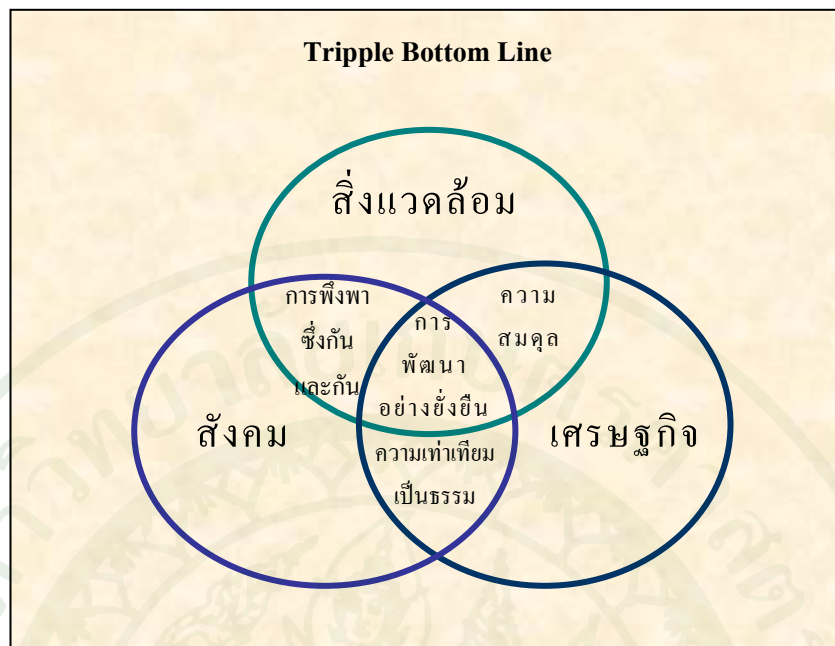 Tripple Bottom Line
สิ่งแวดล้อม
การพึ่งพา
ซึ่งกัน
และกัน
ความ
สมดุล
การ
พัฒนา
อย่างยั่งยืน
สังคม
เศรษฐกิจ
ความเท่าเทียม
เป็นธรรม